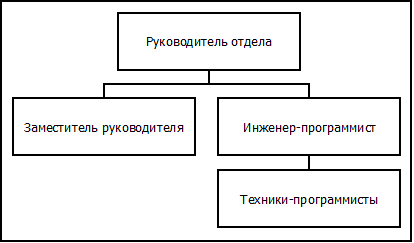 Руководитель отдела
Заместитель руководителя
Инженер-программист
Техники-программисты